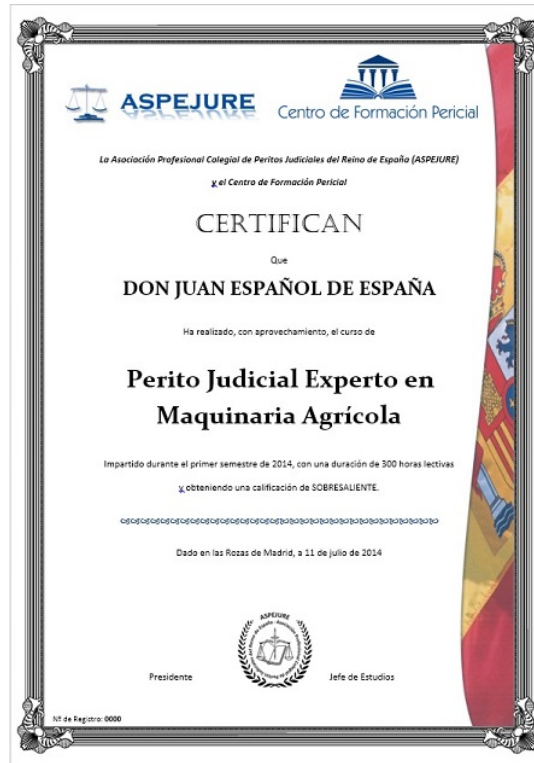 ASPEJURE
Centro de Formación Pericial
La Asociación Profesional Colegial de Peritos Judiciales del Reino de España (ASPEJURE)
y el Centro de Formación Pericial
CERTIFICAN
Que
DON JUAN ESPAÑOL DE ESPAÑA
Ha realizado, con aprovechamiento, el curso de
Perito Judicial Experto en
Maquinaria Agrícola
Impartido durante el primer semestre de 2014, con una duración de 300 horas lectivas
y obteniendo una calificación de SOBRESALIENTE.
Dado en las Rozas de Madrid, a 11 de julio de 2014
ASPEJURE
Presidente
Jefe de Estudios
Nº de Registro: 0000